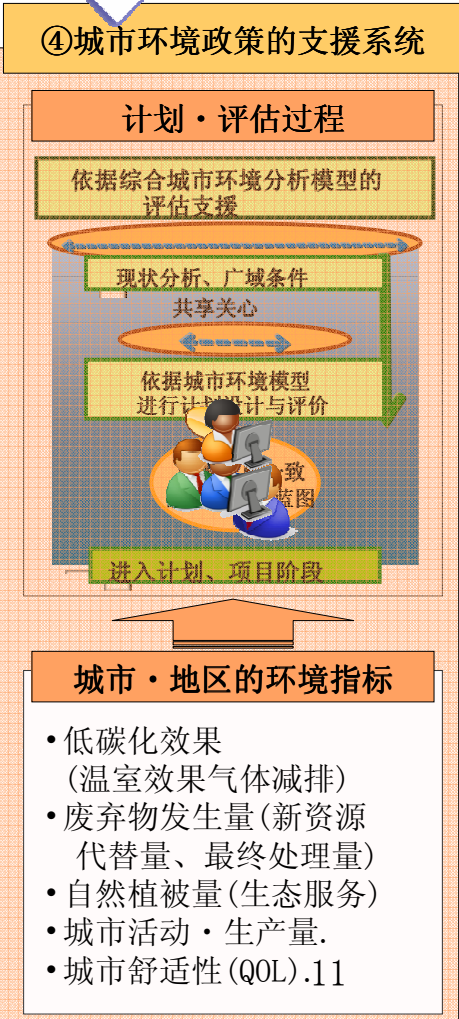 ④城市环境政策的支援系统
计划·评估过程
依据综合城市环境分析模型的
评估支援
现状分析、广域条件
共享关心
依据城市环境模型
进行计划设计与评价
致
蓝图
进入计划、项目阶段
城市·地区的环境指标
•低碳化效果
(温室效果气体减排)
•废弃物发生量(新资源
代替量、最终处理量)
•自然植被量(生态服务)
•城市活动·生产量.
•城市舒适性(QOL).11